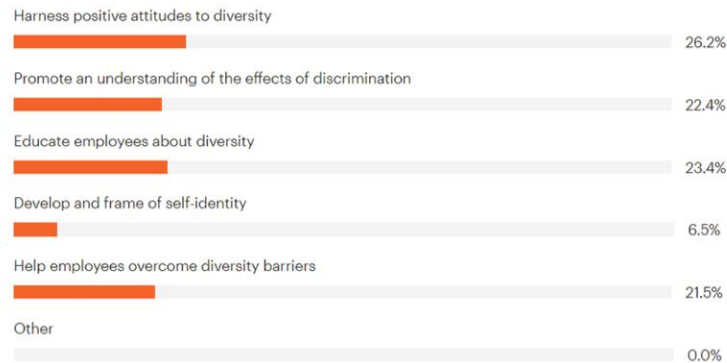 Harness positive attitudes to diversity
26.2%
Promote an understanding of the effects of discrimination
22.4%
Educate employees about diversity
23.4%
Develop and frame of self-identity
6.5%
Help employees overcome diversity barriers
21.5%
Other
0.0%